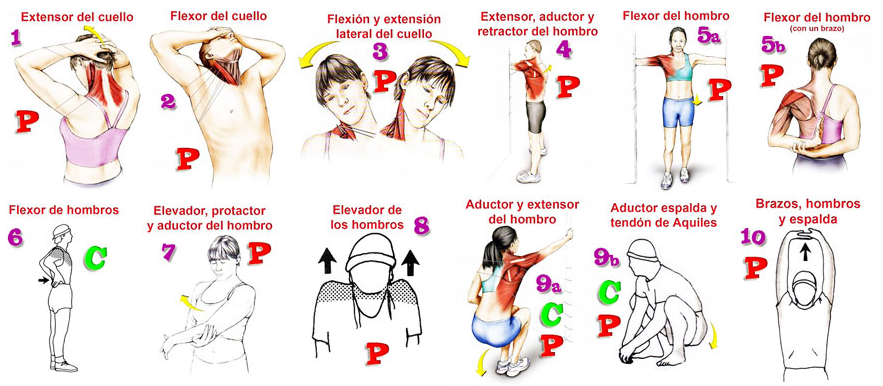 Extensor del cuello
1
P
Flexor del cuello
2
P
Flexión y extensión
lateral del cuello
3
P
Extensor, aductor y
retractor del hombro
4
P
Flexor del hombro
5a
P
Flexor del hombro
(con un brazo)
5b
P
Flexor de hombros
6
C
Elevador, protactor
y aductor del hombro
7
P
Elevador de
los hombros
8
P
Aductor y extensor
del hombro
9a
C
P
Aductor espalda y
tendón de Aquiles
9b
C
P
Brazos, hombros
y espalda
10
P